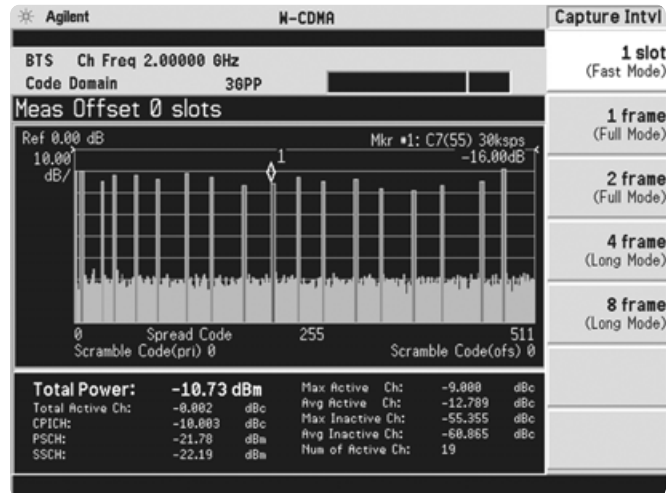 Agilent W-CDMA Capture Intvl
BTS Ch Freq 2.00000 GHz
Code Domain 3GPP
Meas Offset 0 slots
Ref 0.00 dB Mkr #1: C7(55) 30ksps
10.00 1 -16.00dB
dB/
0 Spread Code 255 511
Scramble Code(pri) 0 Scramble Code(ofs) 0
Total Power: -10.73 dBm
Total Active Ch: -0.002 dBc
CPICH: -10.003 dBc
PSCH: -21.78 dBm
SSCH: -22.19 dBm
Max Active Ch: -9.000 dBc
Avg Active Ch: -12.789 dBc
Max Inactive Ch: -55.355 dBc
Avg Inactive Ch: -60.865 dBc
Num of Active Ch: 19
1 slot
(Fast Mode)
1 frame
(Full Mode)
2 frame
(Full Mode)
4 frame
(Long Mode)
8 frame
(Long Mode)